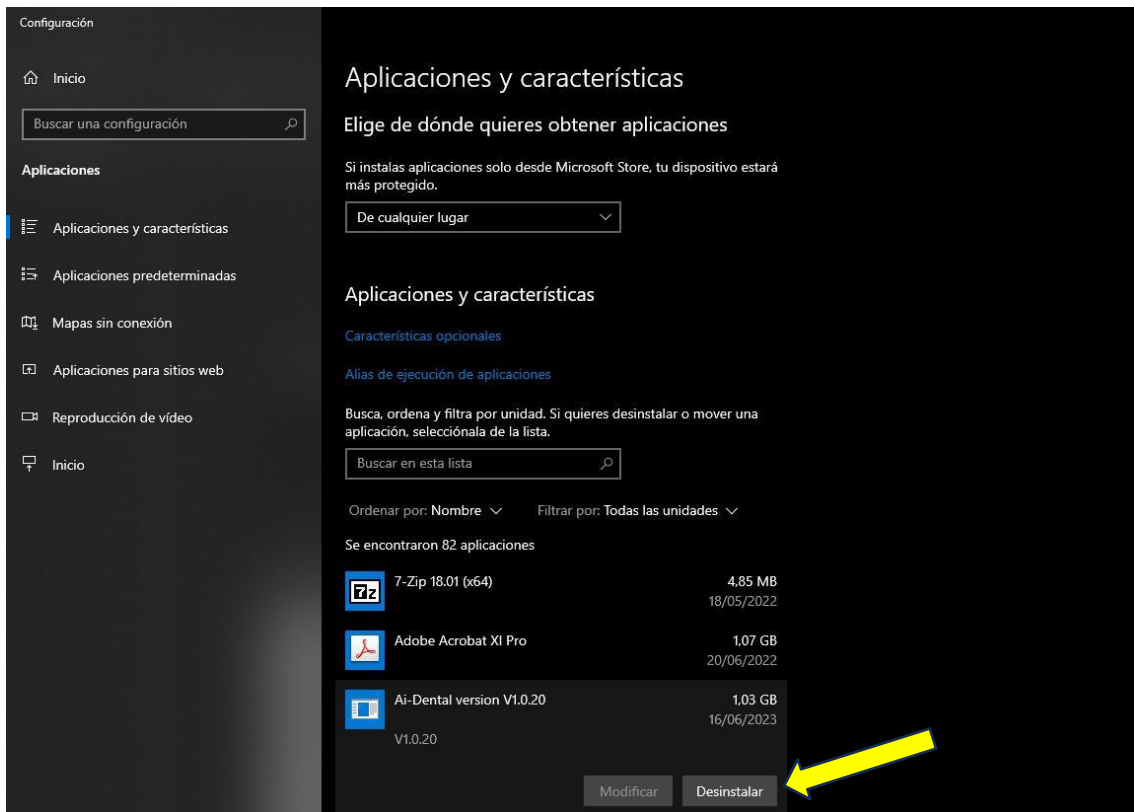 Configuración
Inicio
Buscar una configuración
Aplicaciones
Aplicaciones y características
Aplicaciones predeterminadas
Mapas sin conexión
Aplicaciones para sitios web
Reproducción de vídeo
Inicio
Aplicaciones y características
Elige de dónde quieres obtener aplicaciones
Si instalas aplicaciones solo desde Microsoft Store, tu dispositivo estará
más protegido.
De cualquier lugar
Aplicaciones y características
Características opcionales
Alias de ejecución de aplicaciones
Busca, ordena y filtra por unidad. Si quieres desinstalar o mover una
aplicación, selecciónala de la lista.
Buscar en esta lista
Ordenar por: Nombre Filtrar por: Todas las unidades
Se encontraron 82 aplicaciones
7z
7-Zip 18.01 (x64) 4,85 MB
18/05/2022
Adobe Acrobat XI Pro 1,07 GB
20/06/2022
Ai-Dental version V1.0.20 1,03 GB
16/06/2023
V1.0.20
Modificar Desinstalar